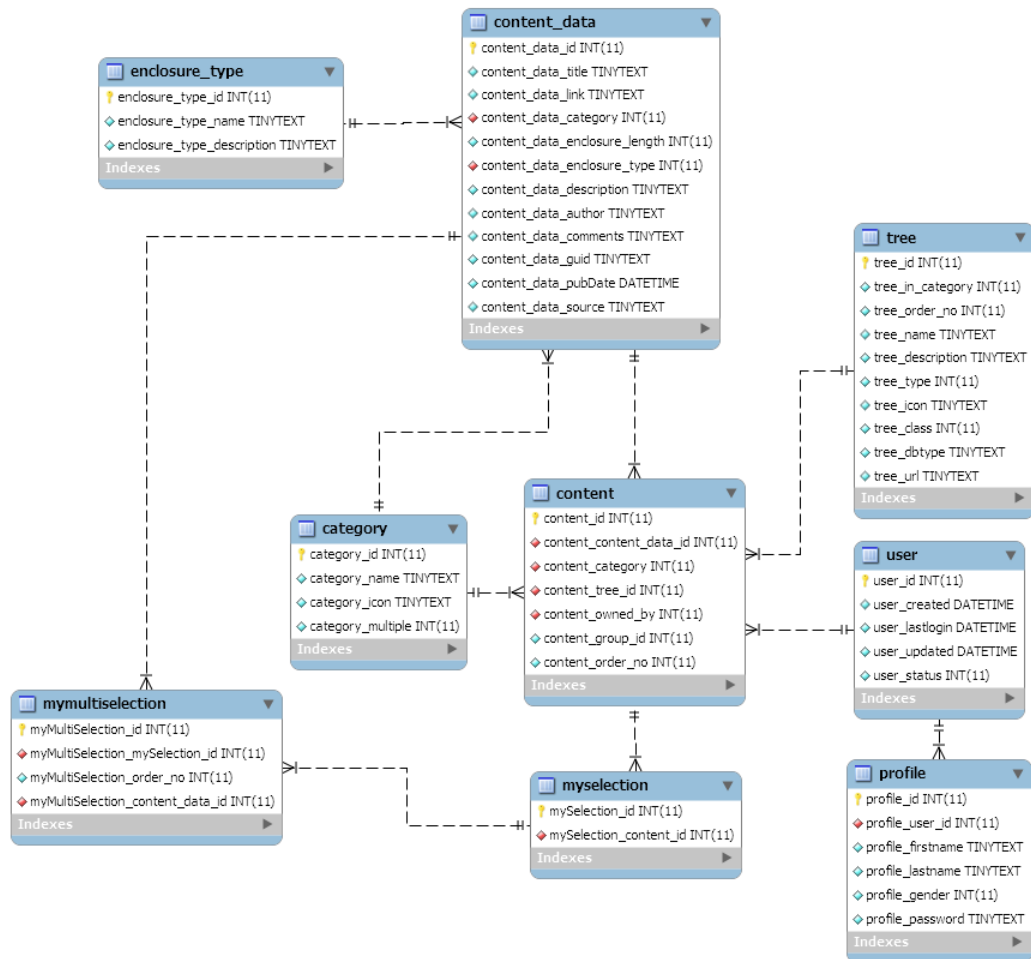 content_data
content_data_id INT(11)
content_data_title TINYTEXT
content_data_link TINYTEXT
content_data_category INT(11)
content_data_enclosure_length INT(11)
content_data_enclosure_type INT(11)
content_data_description TINYTEXT
content_data_author TINYTEXT
content_data_comments TINYTEXT
content_data_guid TINYTEXT
content_data_pubDate DATETIME
content_data_source TINYTEXT
Indexes
enclosure_type
enclosure_type_id INT(11)
enclosure_type_name TINYTEXT
enclosure_type_description TINYTEXT
Indexes
tree
tree_id INT(11)
tree_in_category INT(11)
tree_order_no INT(11)
tree_name TINYTEXT
tree_description TINYTEXT
tree_type INT(11)
tree_icon TINYTEXT
tree_class INT(11)
tree_dbtype TINYTEXT
tree_url TINYTEXT
Indexes
content
content_id INT(11)
content_content_data_id INT(11)
content_category INT(11)
content_tree_id INT(11)
content_owned_by INT(11)
content_group_id INT(11)
content_order_no INT(11)
Indexes
category
category_id INT(11)
category_name TINYTEXT
category_icon TINYTEXT
category_multiple INT(11)
Indexes
user
user_id INT(11)
user_created DATETIME
user_lastlogin DATETIME
user_updated DATETIME
user_status INT(11)
Indexes
mymultiselection
myMultiSelection_id INT(11)
myMultiSelection_mySelection_id INT(11)
myMultiSelection_order_no INT(11)
myMultiSelection_content_data_id INT(11)
Indexes
myselection
mySelection_id INT(11)
mySelection_content_id INT(11)
Indexes
profile
profile_id INT(11)
profile_user_id INT(11)
profile_firstname TINYTEXT
profile_lastname TINYTEXT
profile_gender INT(11)
profile_password TINYTEXT
Indexes